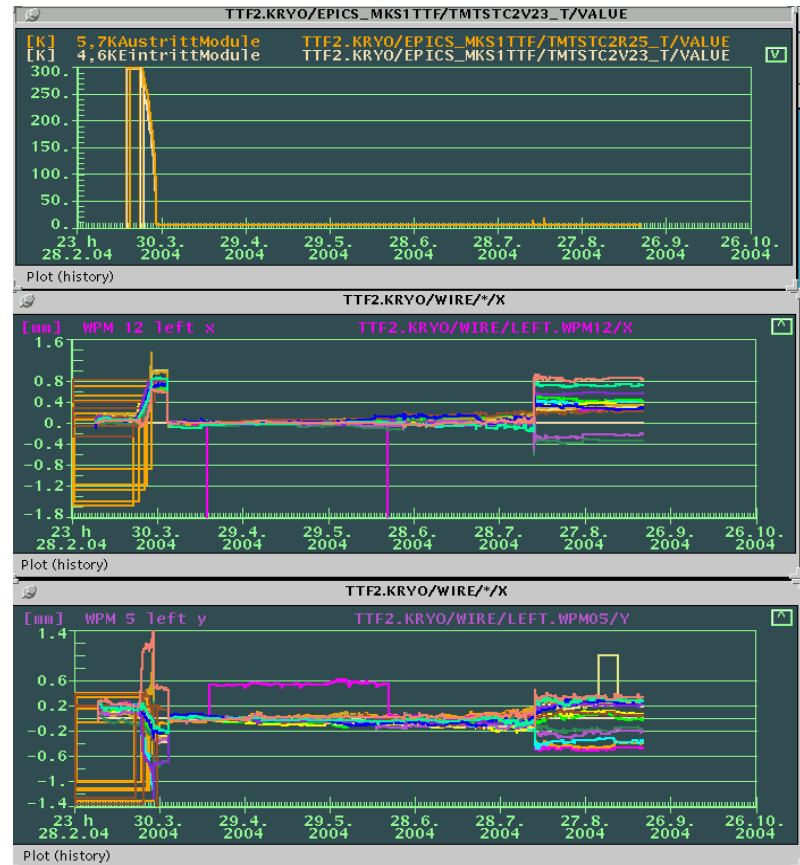 TTF2.KRYO/EPICS_MKS1TTF/TMTSTC2V23_T/VALUE
[K] 5,7KAustrittModule TTF2.KRYO/EPICS_MKS1TTF/TMTSTC2R25_T/VALUE
[K] 4,6KEintrittModule TTF2.KRYO/EPICS_MKS1TTF/TMTSTC2V23_T/VALUE
V
300.
250.
200.
150.
100.
50.
0.
23 h 30.3. 29.4. 29.5. 28.6. 28.7. 27.8. 26.9. 26.10.
28.2.04 2004 2004 2004 2004 2004 2004 2004 2004
Plot (history)
TTF2.KRYO/WIRE/*/X
[mm] WPM 12 left x TTF2.KRYO/WIRE/LEFT.WPM12/X
^
1.6
0.8
0.4
0.
-0.4
-0.8
-1.2
-1.8
23 h 30.3. 29.4. 29.5. 28.6. 28.7. 27.8. 26.9. 26.10.
28.2.04 2004 2004 2004 2004 2004 2004 2004 2004
Plot (history)
TTF2.KRYO/WIRE/*/X
[mm] WPM 5 left y TTF2.KRYO/WIRE/LEFT.WPM05/Y
^
1.4
0.6
0.2
-0.2
-0.6
-1.
-1.4
23 h 30.3. 29.4. 29.5. 28.6. 28.7. 27.8. 26.9. 26.10.
28.2.04 2004 2004 2004 2004 2004 2004 2004 2004
Plot (history)